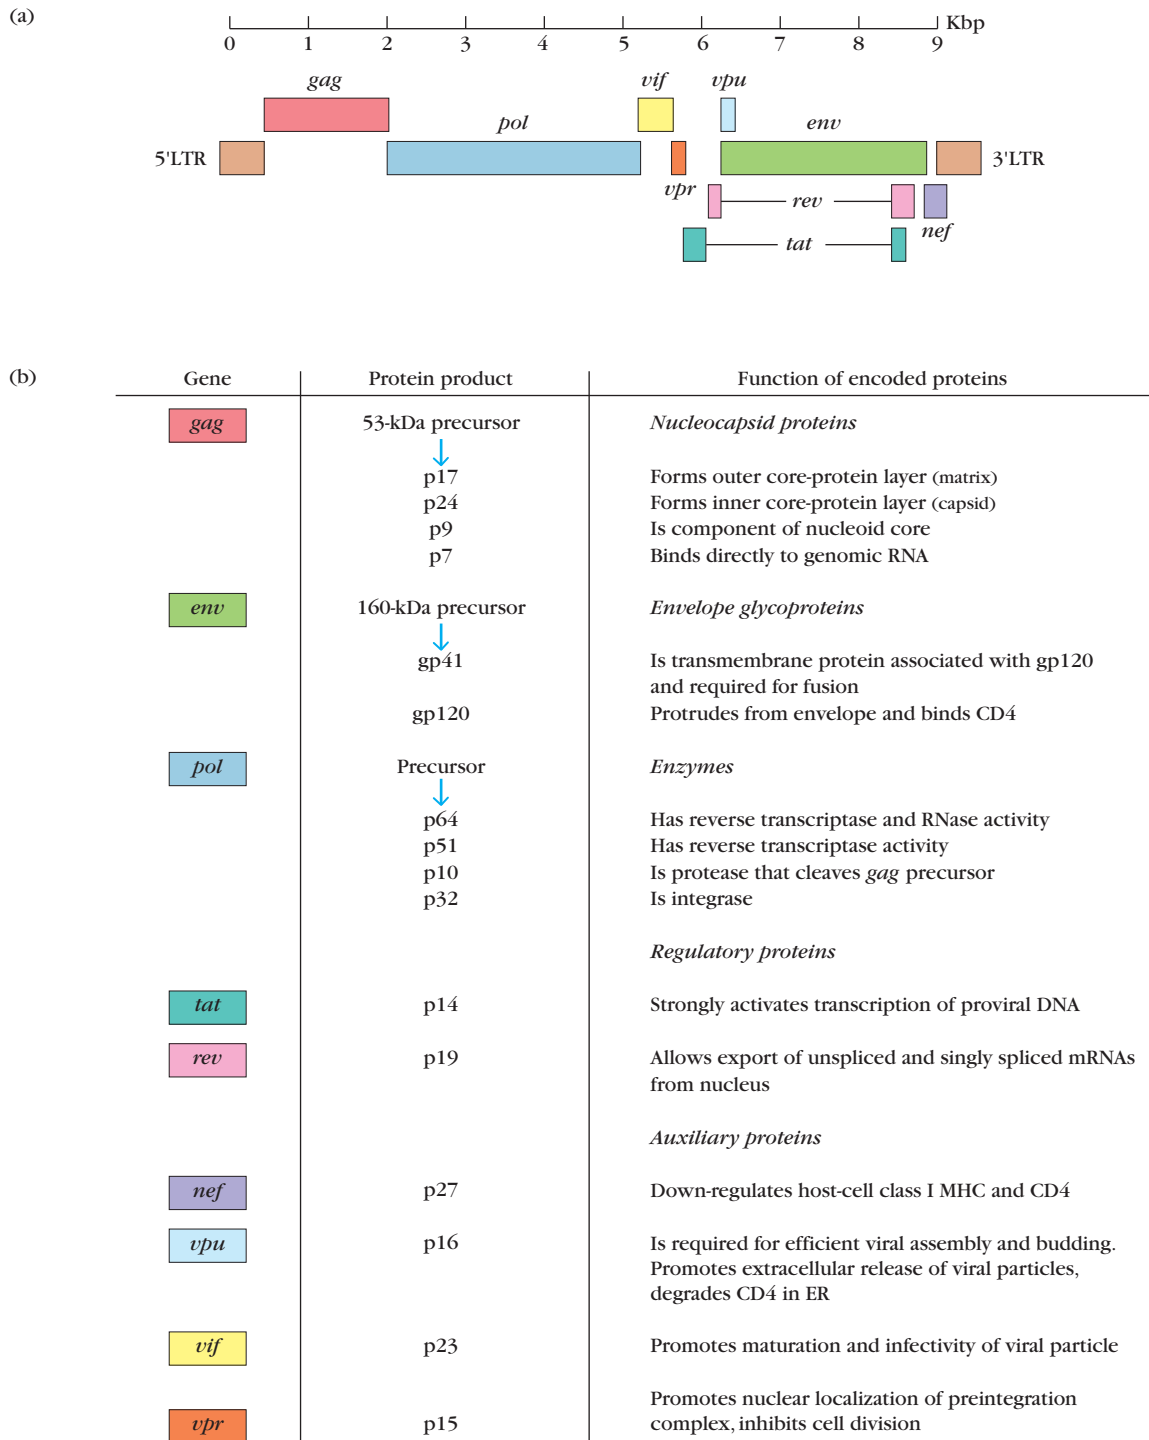 (a)
Kbp
0 1 2 3 4 5 6 7 8 9
gag vif vpu
pol env
5'LTR 3'LTR
vpr rev nef
tat
(b)
Gene Protein product Function of encoded proteins
gag 53-kDa precursor Nucleocapsid proteins
p17 Forms outer core-protein layer (matrix)
p24 Forms inner core-protein layer (capsid)
p9 Is component of nucleoid core
p7 Binds directly to genomic RNA
env 160-kDa precursor Envelope glycoproteins
gp41 Is transmembrane protein associated with gp120
and required for fusion
gp120 Protrudes from envelope and binds CD4
pol Precursor Enzymes
p64 Has reverse transcriptase and RNase activity
p51 Has reverse transcriptase activity
p10 Is protease that cleaves gag precursor
p32 Is integrase
Regulatory proteins
tat p14 Strongly activates transcription of proviral DNA
rev p19 Allows export of unspliced and singly spliced mRNAs
from nucleus
Auxiliary proteins
nef p27 Down-regulates host-cell class I MHC and CD4
vpu p16 Is required for efficient viral assembly and budding.
Promotes extracellular release of viral particles,
degrades CD4 in ER
vif p23 Promotes maturation and infectivity of viral particle
Promotes nuclear localization of preintegration
vpr p15 complex, inhibits cell division